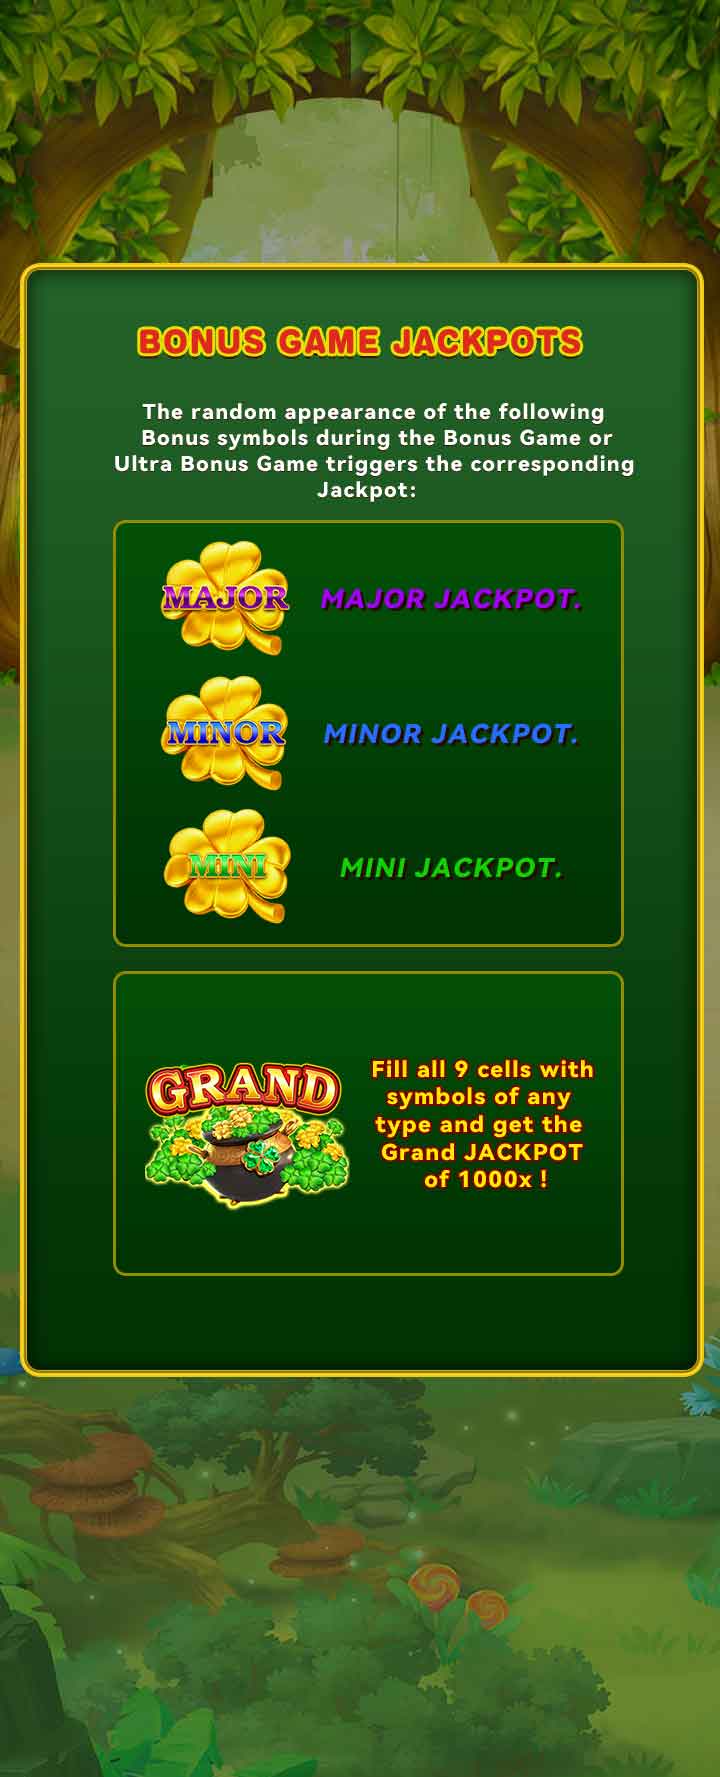 BONUS GAME JACKPOTS
The random appearance of the following
Bonus symbols during the Bonus Game or
Ultra Bonus Game triggers the corresponding
Jackpot:
MAJOR MAJOR JACKPOT.
MINOR MINOR JACKPOT.
MINI MINI JACKPOT.
GRAND
Fill all 9 cells with
symbols of any
type and get the
Grand JACKPOT
of 1000x !